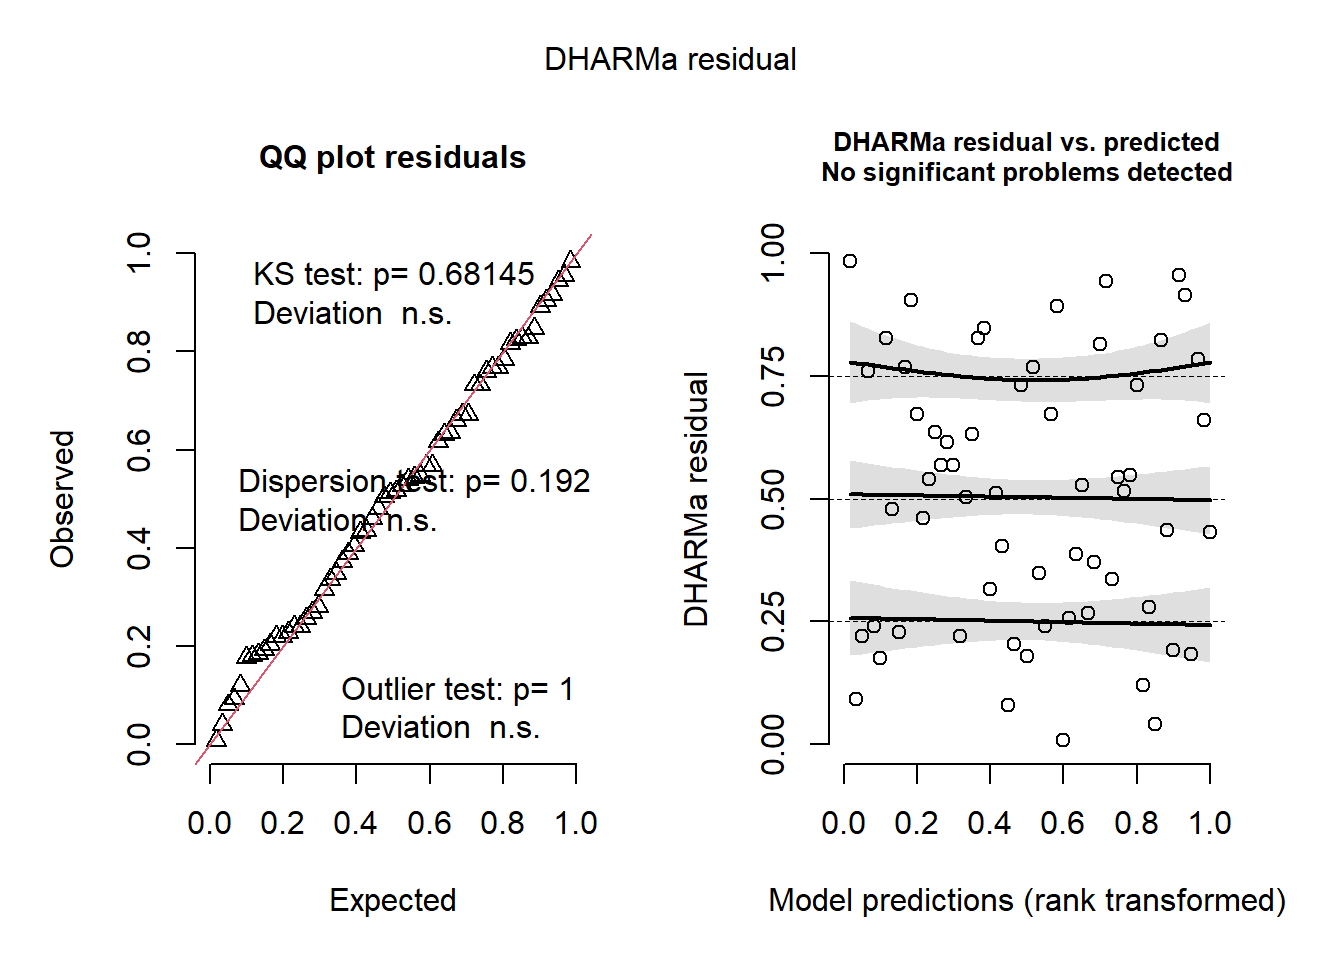 DHARMa residual
QQ plot residuals
KS test: p= 0.68145
Deviation  n.s.
Dispersion test: p= 0.192
Deviation  n.s.
Outlier test: p= 1
Deviation  n.s.
Observed
0.0 0.2 0.4 0.6 0.8 1.0
0.0 0.2 0.4 0.6 0.8 1.0
Expected
DHARMa residual vs. predicted
No significant problems detected
DHARMa residual
0.00 0.25 0.50 0.75 1.00
0.0 0.2 0.4 0.6 0.8 1.0
Model predictions (rank transformed)